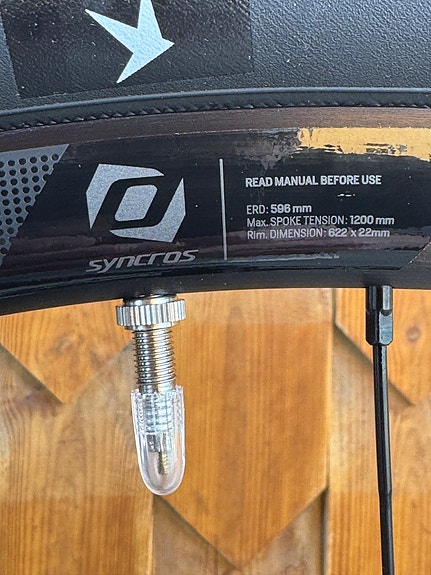 READ MANUAL BEFORE USE
ERD: 596 mm
Max. SPOKE TENSION: 1200 mm
Rim. DIMENSION: 622 x 22mm
syncros